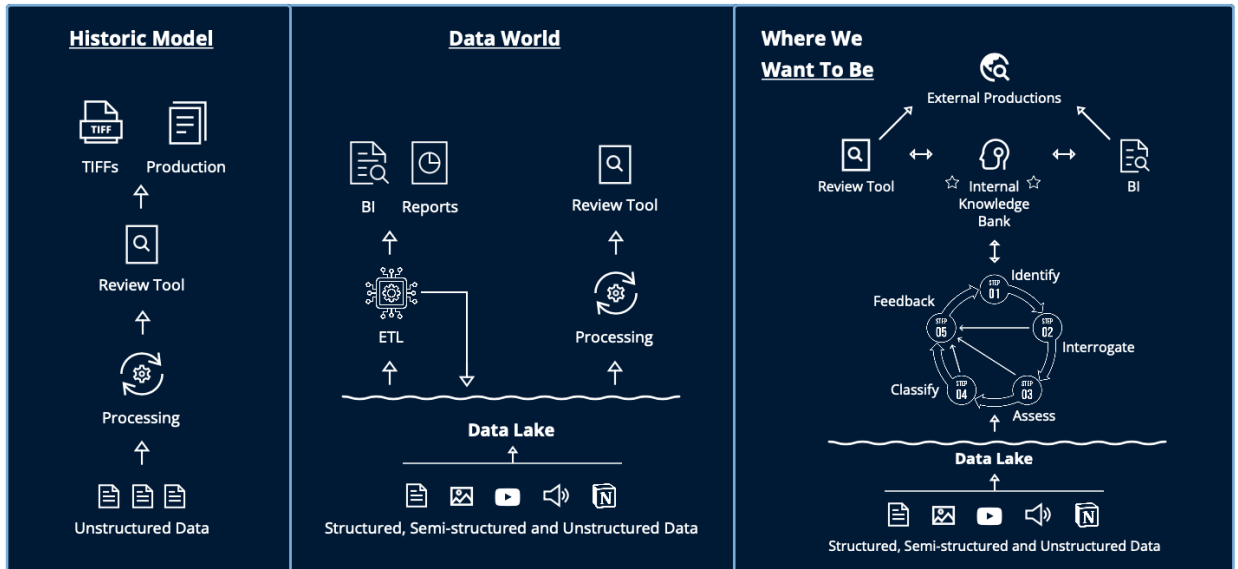 Historic Model
TIFF
TIFFs
Production
Review Tool
Processing
Unstructured Data
Data World
BI
Reports
Review Tool
ETL
Processing
Data Lake
N
Structured, Semi-structured and Unstructured Data
Where We
Want To Be
External Productions
Review Tool
Internal
Knowledge
Bank
BI
Identify
STEP
01
Feedback
STEP
05
STEP
02
Interrogate
Classify
STEP
04
STEP
03
Assess
Data Lake
N
Structured, Semi-structured and Unstructured Data